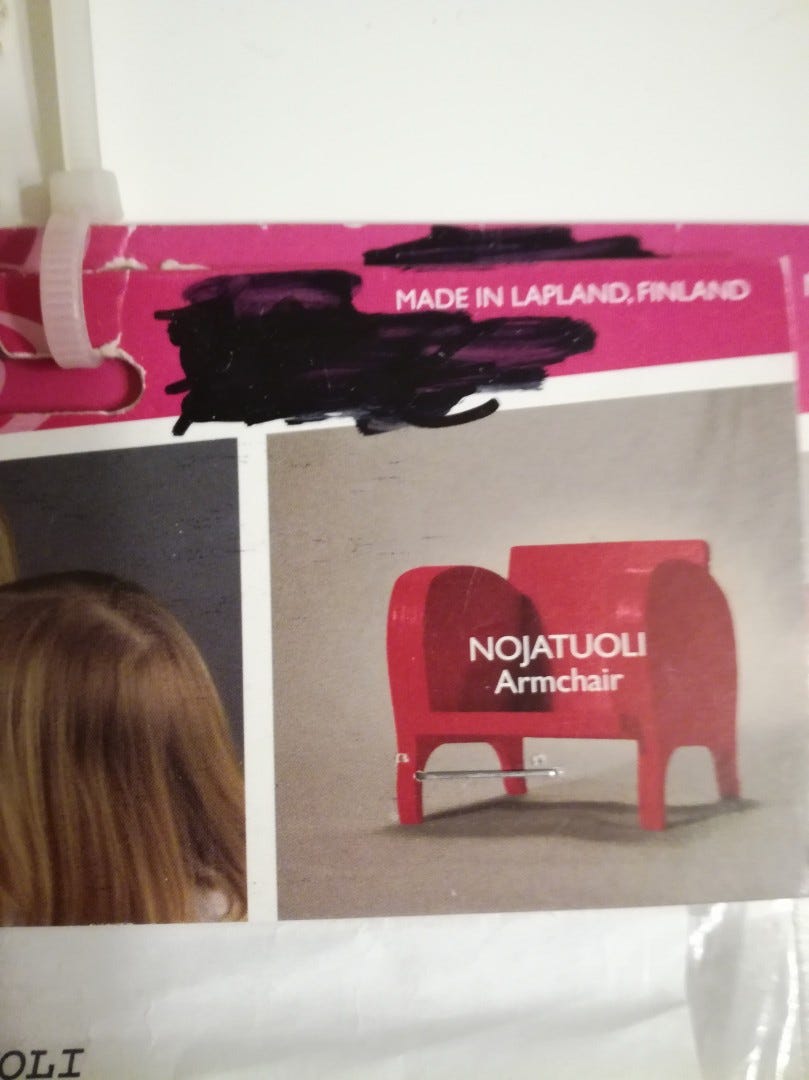 MADE IN LAPLAND, FINLAND
NOJATUOLI
Armchair
OLI